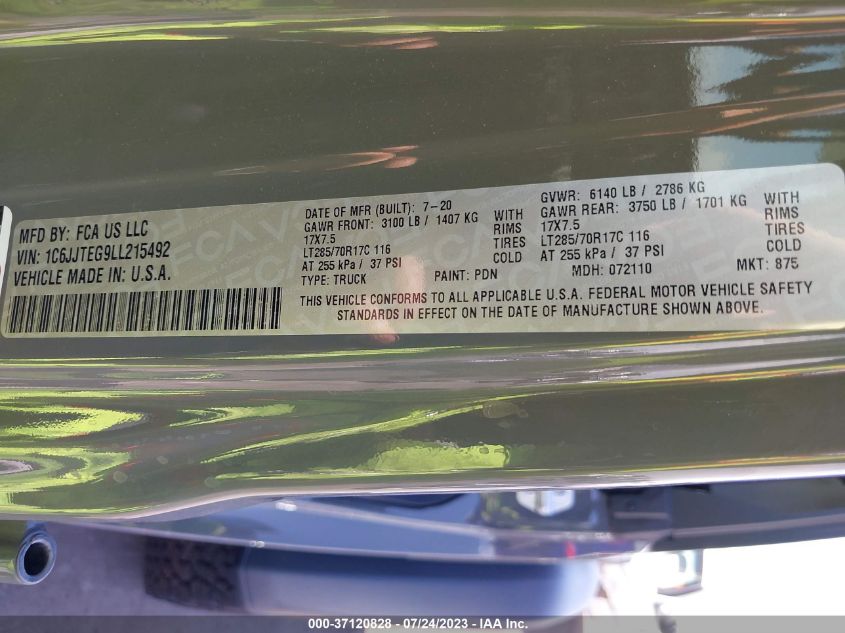 MFD BY: FCA US LLC
VIN: 1C6JJTEG9LL215492
VEHICLE MADE IN U.S.A.
DATE OF MFR (BUILT): 7-20
GAWR FRONT: 3100 LB / 1407 KG WITH
17X7.5 RIMS
LT285/70R17C 116 TIRES
AT 255 kPa / 37 PSI COLD
TYPE: TRUCK PAINT: PDN
GVWR: 6140 LB / 2786 KG
GAWR REAR: 3750 LB / 1701 KG WITH
17X7.5 RIMS
LT285/70R17C 116 TIRES
AT 255 kPa / 37 PSI COLD
MDH: 072110 MKT: 875
THIS VEHICLE CONFORMS TO ALL APPLICABLE U.S.A. FEDERAL MOTOR VEHICLE SAFETY
STANDARDS IN EFFECT ON THE DATE OF MANUFACTURE SHOWN ABOVE.
000-37120828 - 07/24/2023 - IAA Inc.